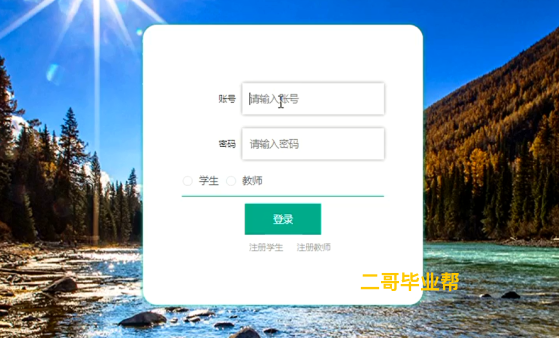 账号 请输入账号
密码 请输入密码
学生 教师
登录
注册学生 注册教师
二哥毕业帮